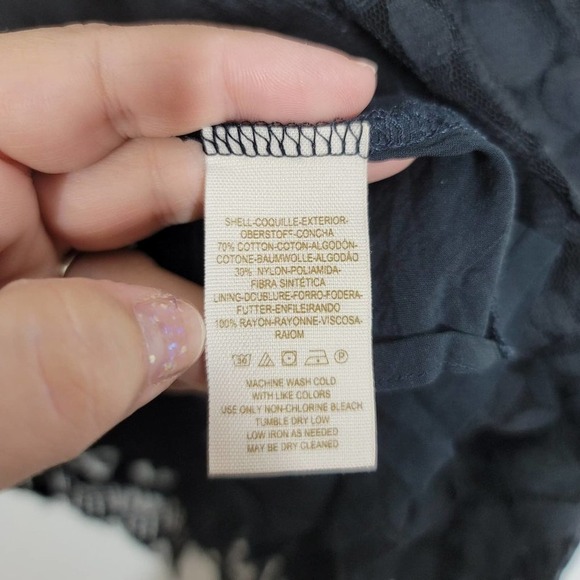 SHELL-COQUILLE-EXTERIOR-
OBERSTOFF-CONCHA
70% COTTON-COTON-ALGODÓN-
COTONE-BAUMWOLLE-ALGODÃO
30% NYLON-POLIAMIDA-
FIBRA SINTÉTICA
LINING-DOUBLURE-FORRO-FODERA-
FUTTER-ENFILEIRANDO
100% RAYON-RAYONNE-VISCOSA-
RAIOM
30 P
MACHINE WASH COLD
WITH LIKE COLORS
USE ONLY NON-CHLORINE BLEACH
TUMBLE DRY LOW
LOW IRON AS NEEDED
MAY BE DRY CLEANED